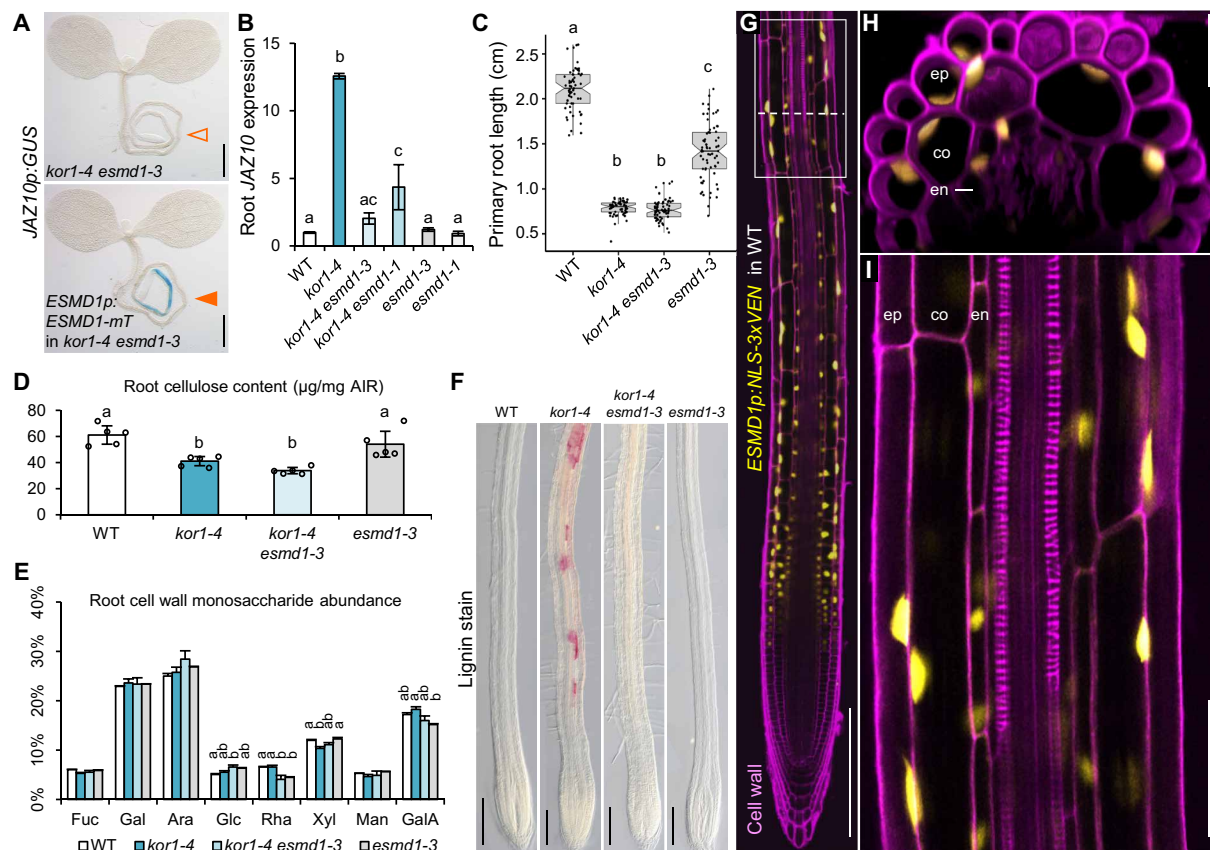 A
JAZ10p:GUS
kor1-4 esmd1-3
ESMD1p:
ESMD1-mT
in kor1-4 esmd1-3
B
Root JAZ10 expression
15
10
5
0
a
b
ac
c
a
a
WT
kor1-4
kor1-4 esmd1-3
kor1-4 esmd1-1
esmd1-3
esmd1-1
C
Primary root length (cm)
2.5
2.0
1.5
1.0
0.5
a
b
b
c
WT
kor1-4
kor1-4 esmd1-3
esmd1-3
D
Root cellulose content (µg/mg AIR)
80
60
40
20
0
a
b
b
a
WT
kor1-4
kor1-4
esmd1-3
esmd1-3
E
Root cell wall monosaccharide abundance
40%
30%
20%
10%
0%
a ab b ab
a a b b
a b ab a
ab a ab b
Fuc Gal Ara Glc Rha Xyl Man GalA
WT kor1-4 kor1-4 esmd1-3 esmd1-3
F
Lignin stain
WT
kor1-4
kor1-4
esmd1-3
esmd1-3
G
ESMD1p:NLS-3xVEN in WT
Cell wall
H
ep
co
en
I
ep co en